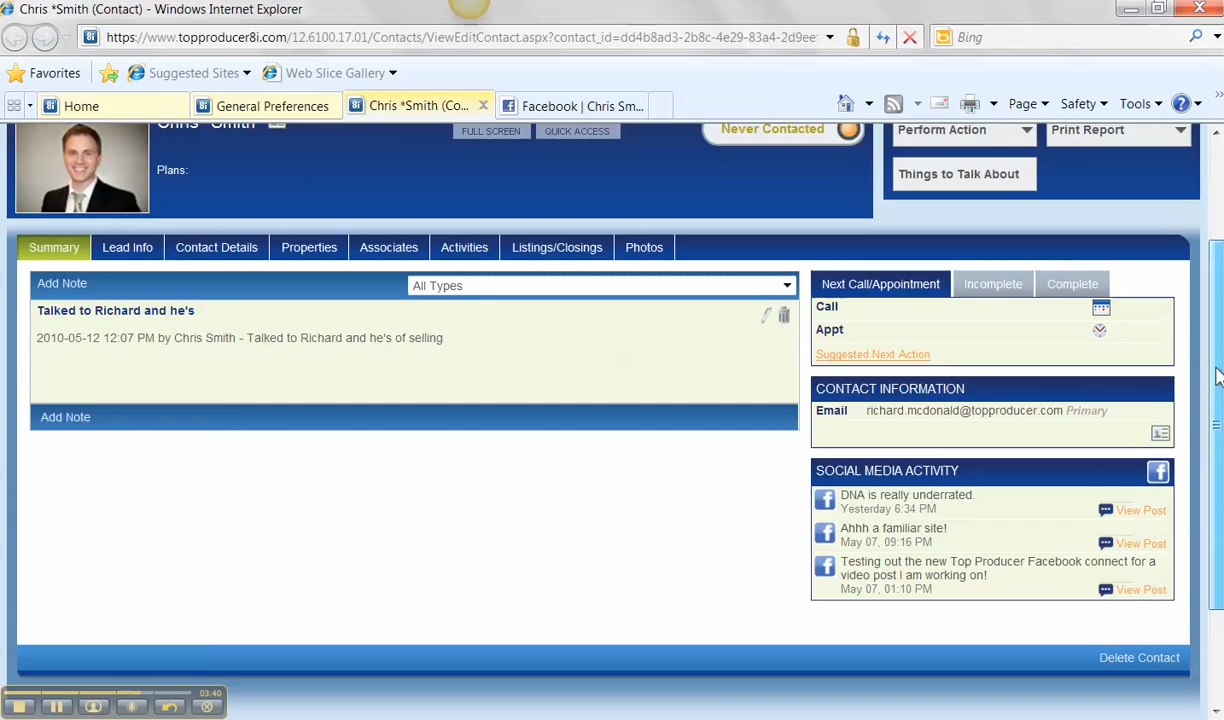 Chris *Smith (Contact) - Windows Internet Explorer
https://www.topproducer8i.com/12.6100.17.01/Contacts/ViewEditContact.aspx?contact_id=dd4b8ad3-2b8c-4e29-83a4-2d9ee
Bing
Favorites
Suggested Sites
Web Slice Gallery
8i Home
8i General Preferences
8i Chris *Smith (Co...
Facebook | Chris Sm...
Page
Safety
Tools
Chris *Smith
FULL SCREEN
QUICK ACCESS
Never Contacted
Perform Action
Print Report
Plans:
Things to Talk About
Summary
Lead Info
Contact Details
Properties
Associates
Activities
Listings/Closings
Photos
Add Note
All Types
Talked to Richard and he's
2010-05-12 12:07 PM by Chris Smith - Talked to Richard and he's of selling
Add Note
Next Call/Appointment
Incomplete
Complete
Call
Appt
Suggested Next Action
CONTACT INFORMATION
Email richard.mcdonald@topproducer.com Primary
SOCIAL MEDIA ACTIVITY
DNA is really underrated.
Yesterday 6:34 PM
View Post
Ahhh a familiar site!
May 07, 09:16 PM
View Post
Testing out the new Top Producer Facebook connect for a
video post I am working on!
May 07, 01:10 PM
View Post
Delete Contact
03:40